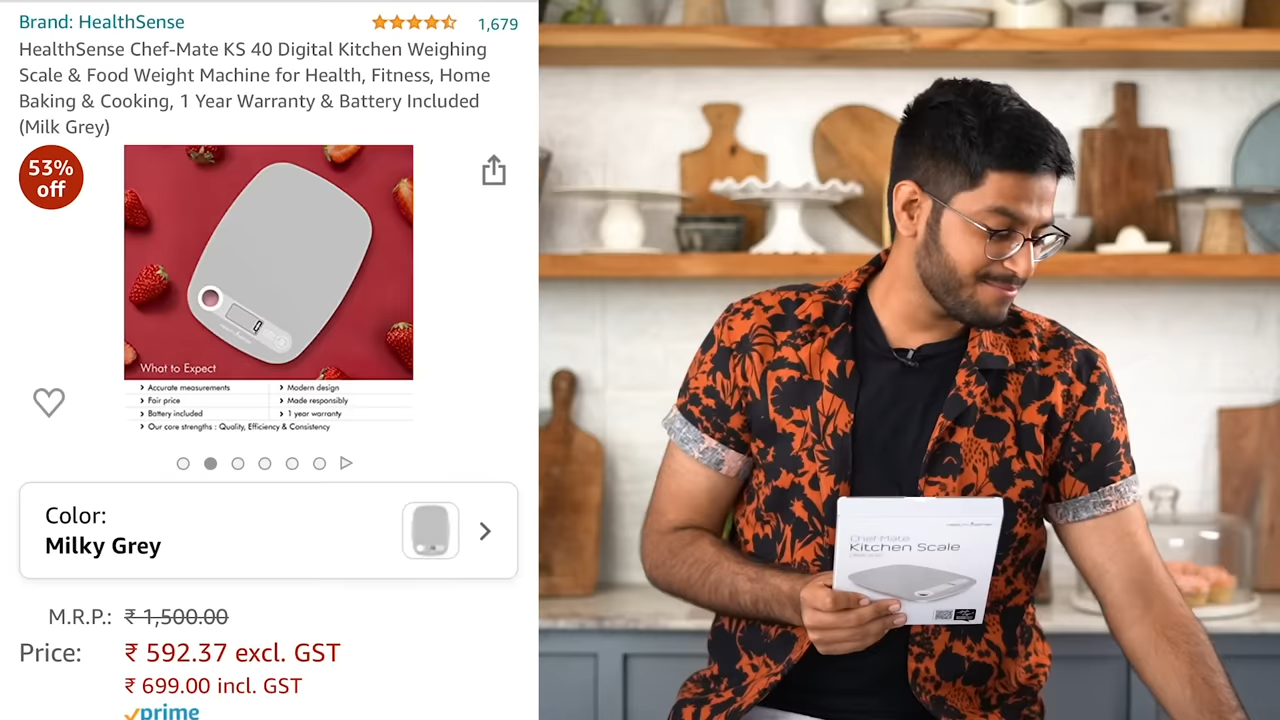 Brand: HealthSense
1,679
HealthSense Chef-Mate KS 40 Digital Kitchen Weighing
Scale & Food Weight Machine for Health, Fitness, Home
Baking & Cooking, 1 Year Warranty & Battery Included
(Milk Grey)
53%
off
0
What to Expect
> Accurate measurements
> Modern design
> Fair price
> Made responsibly
> Battery included
> 1 year warranty
> Our core strengths : Quality, Efficiency & Consistency
Color:
Milky Grey
M.R.P.: ₹ 1,500.00
Price: ₹ 592.37 excl. GST
₹ 699.00 incl. GST
prime
Chef-Mate
Kitchen Scale